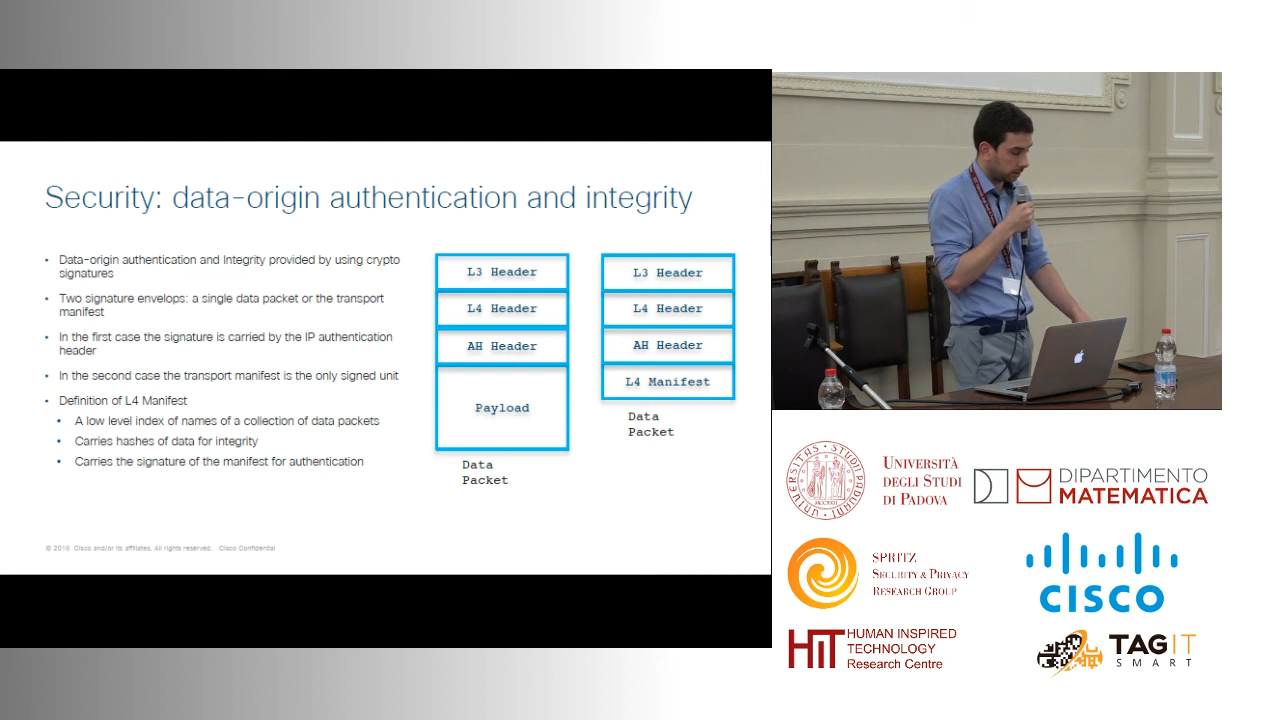 Security: data-origin authentication and integrity
• Data-origin authentication and Integrity provided by using crypto
signatures
• Two signature envelops: a single data packet or the transport
manifest
• In the first case the signature is carried by the IP authentication
header
• In the second case the transport manifest is the only signed unit
• Definition of L4 Manifest
• A low level index of names of a collection of data packets
• Carries hashes of data for integrity
• Carries the signature of the manifest for authentication
L3 Header
L4 Header
AH Header
Payload
Data
Packet
L3 Header
L4 Header
AH Header
L4 Manifest
Data
Packet
© 2016 Cisco and/or its affiliates. All rights reserved. Cisco Confidential
UNIVERSITÀ
DEGLI STUDI
DI PADOVA
DIPARTIMENTO
MATEMATICA
SPRITZ
SECURITY & PRIVACY
RESEARCH GROUP
CISCO
HIT HUMAN INSPIRED
TECHNOLOGY
Research Centre
TAGIT
SMART